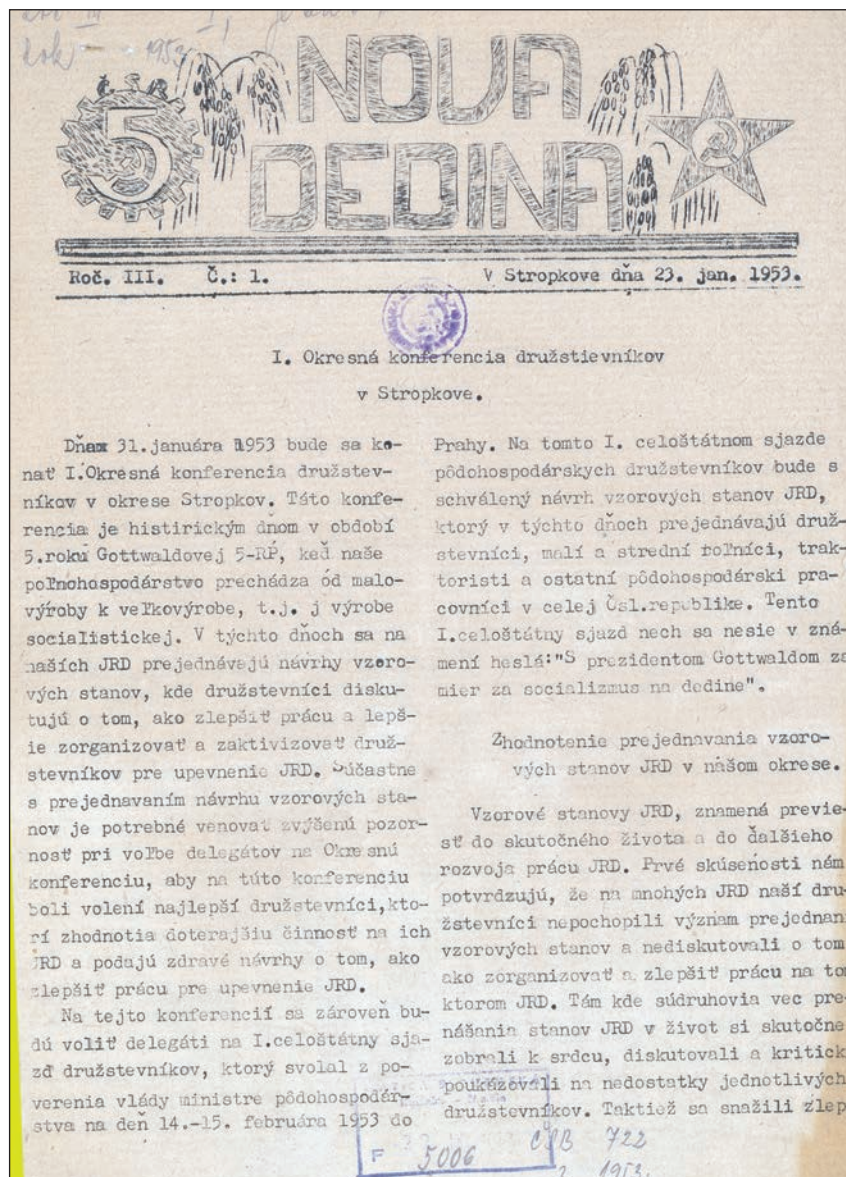 rok 1953
5
NOVA
DEDINA
Roč. III. Č.: 1. V Stropkove dňa 23. jan. 1953.
I. Okresná konferencia družstievníkov
v Stropkove.
Dňax 31.januára 1953 bude sa ko-
nať I.Okresná konferencia družstev-
níkov v okrese Stropkov. Táto konfe-
rencia je histirickým dňom v období
5.roku Gottwaldovej 5-RP, keď naše
poľnohospodárstvo prechádza ód malo-
výroby k veľkovýrobe, t.j. j výrobe
socialistickej. V týchto dňoch sa na
naších JRD prejednávajú návrhy vzoro-
vých stanov, kde družstevníci disku-
tujú o tom, ako zlepšiť prácu a lepš-
ie zorganizovať a zaktivizovať druž-
stevníkov pre upevnenie JRD. Súčastne
s prejednavaním návrhu vzorových sta-
nov je potrebné venovať zvýšenú pozor-
nosť pri voľbe delegátov na Okresnú
konferenciu, aby na túto konferenciu
boli volení najlepší družstevníci,kto-
rí zhodnotia doterajšiu činnosť na ich
JRD a podajú zdravé návrhy o tom, ako
zlepšiť prácu pre upevnenie JRD.
Na tejto konferencií sa zároveň bu-
dú voliť delegáti na I.celoštátny sja-
zd družstevníkov, ktorý svolal z po-
verenia vlády ministre pôdohospodár-
stva na deň 14.-15. februára 1953 do
Prahy. Na tomto I. celoštátnom sjazde
pôdohospodárskych družstevníkov bude s
schválený návrh vzorových stanov JRD,
ktorý v týchto dňoch prejednávajú druž-
stevníci, malí a strední roľníci, trak-
toristi a ostatní pôdohospodárski pra-
covníci v celej Čsl.republike. Tento
I.celoštátny sjazd nech sa nesie v zná-
mení heslá:"S prezidentom Gottwaldom za
mier za socializmus na dedine".
Zhodnotenie prejednavania vzoro-
vých stanov JRD v nášom okrese.
Vzorové stanovy JRD, znamená previe-
sť do skutočného života a do ďalšieho
rozvoja prácu JRD. Prvé skúseňosti nám
potvrdzujú, že na mnohých JRD naší dru-
žstevníci nepochopili význam prejednan
vzorových stanov a nediskutovali o tom
ako zorganizovať a zlepšiť prácu na tom
ktorom JRD. Tám kde súdruhovia vec pre-
nášania stanov JRD v život si skutočne
zobrali k srdcu, diskutovali a kritick
poukázovali na nedostatky jednotlivých
družstevníkov. Taktiež sa snažili zlep
F 5006
722
1953.